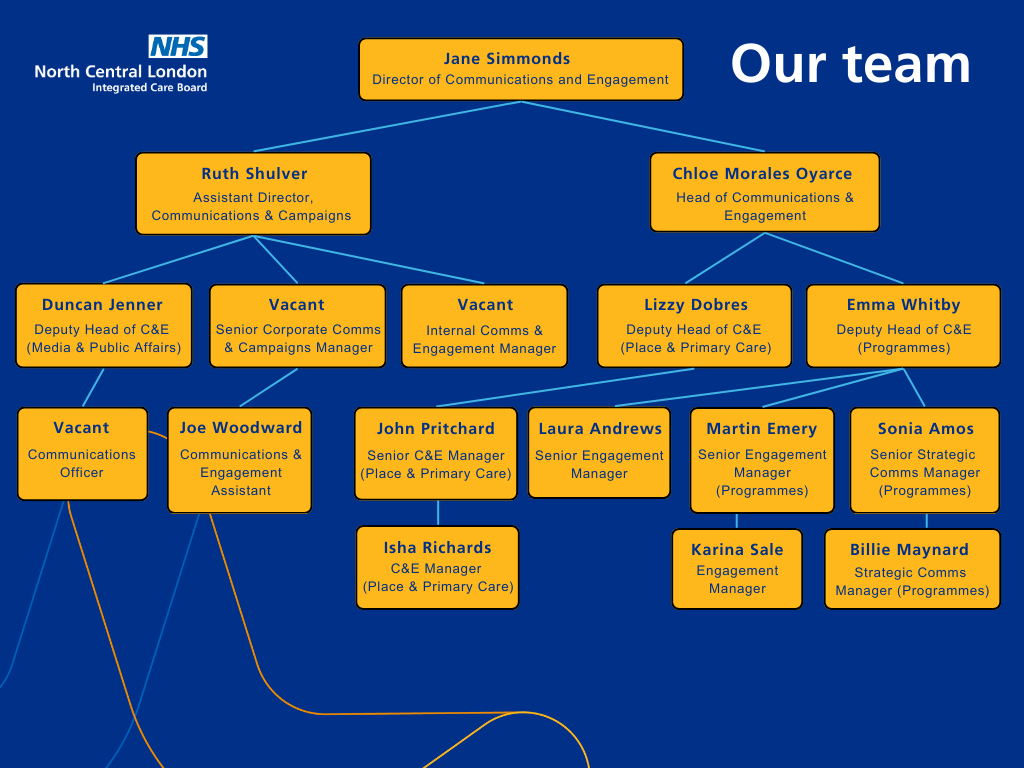 NHS
North Central London
Integrated Care Board
Our team
Jane Simmonds
Director of Communications and Engagement
Ruth Shulver
Assistant Director,
Communications & Campaigns
Chloe Morales Oyarce
Head of Communications &
Engagement
Duncan Jenner
Deputy Head of C&E
(Media & Public Affairs)
Vacant
Senior Corporate Comms
& Campaigns Manager
Vacant
Internal Comms &
Engagement Manager
Lizzy Dobres
Deputy Head of C&E
(Place & Primary Care)
Emma Whitby
Deputy Head of C&E
(Programmes)
Vacant
Communications
Officer
Joe Woodward
Communications &
Engagement
Assistant
John Pritchard
Senior C&E Manager
(Place & Primary Care)
Laura Andrews
Senior Engagement
Manager
Martin Emery
Senior Engagement
Manager
(Programmes)
Sonia Amos
Senior Strategic
Comms Manager
(Programmes)
Isha Richards
C&E Manager
(Place & Primary Care)
Karina Sale
Engagement
Manager
Billie Maynard
Strategic Comms
Manager (Programmes)